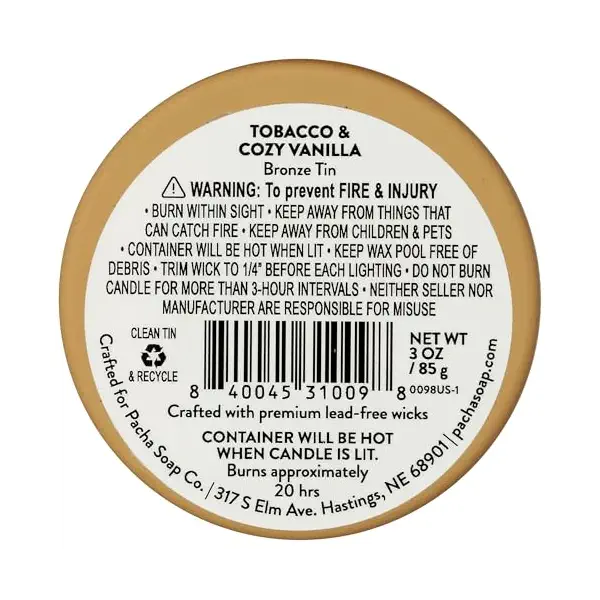 TOBACCO &
COZY VANILLA
Bronze Tin
⚠ WARNING: To prevent FIRE & INJURY
• BURN WITHIN SIGHT • KEEP AWAY FROM THINGS THAT
CAN CATCH FIRE • KEEP AWAY FROM CHILDREN & PETS
• CONTAINER WILL BE HOT WHEN LIT • KEEP WAX POOL FREE OF
DEBRIS • TRIM WICK TO 1/4" BEFORE EACH LIGHTING • DO NOT BURN
CANDLE FOR MORE THAN 3-HOUR INTERVALS • NEITHER SELLER NOR
MANUFACTURER ARE RESPONSIBLE FOR MISUSE
CLEAN TIN
& RECYCLE
8 40045 31009 8
NET WT
3 OZ
/ 85 g
0098US-1
Crafted with premium lead-free wicks
CONTAINER WILL BE HOT
WHEN CANDLE IS LIT.
Burns approximately
20 hrs
Crafted for Pacha Soap Co. | 317 S Elm Ave. Hastings, NE 68901 | pachasoap.com